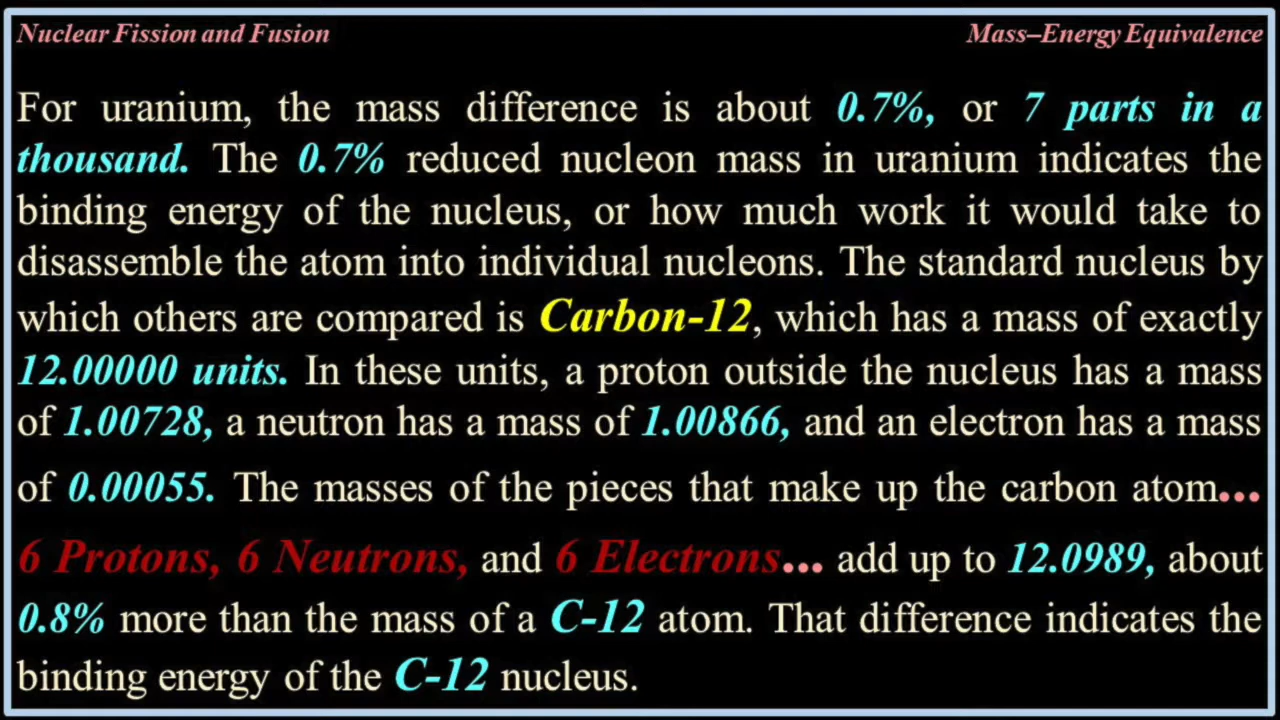 Nuclear Fission and Fusion
Mass–Energy Equivalence
For uranium, the mass difference is about 0.7%, or 7 parts in a
thousand. The 0.7% reduced nucleon mass in uranium indicates the
binding energy of the nucleus, or how much work it would take to
disassemble the atom into individual nucleons. The standard nucleus by
which others are compared is Carbon-12, which has a mass of exactly
12.00000 units. In these units, a proton outside the nucleus has a mass
of 1.00728, a neutron has a mass of 1.00866, and an electron has a mass
of 0.00055. The masses of the pieces that make up the carbon atom...
6 Protons, 6 Neutrons, and 6 Electrons... add up to 12.0989, about
0.8% more than the mass of a C-12 atom. That difference indicates the
binding energy of the C-12 nucleus.